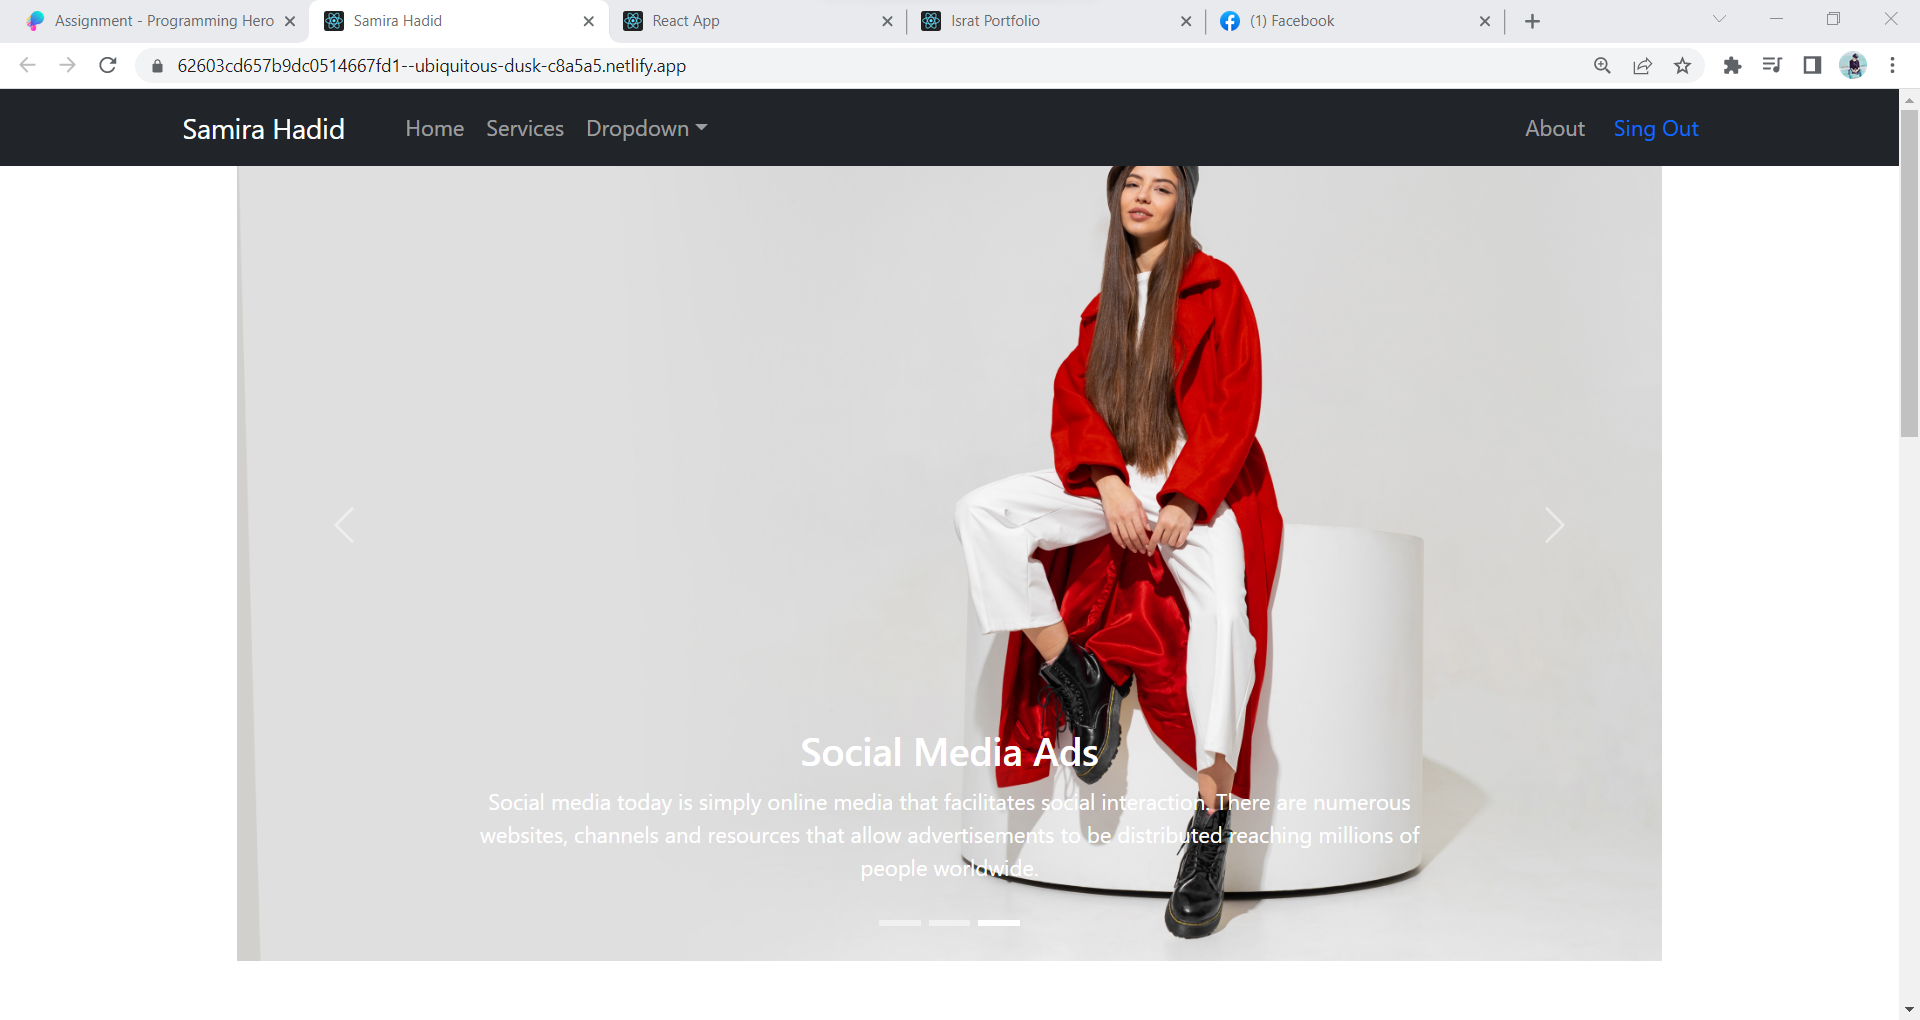 Assignment - Programming Hero
Samira Hadid
React App
Israt Portfolio
(1) Facebook
62603cd657b9dc0514667fd1--ubiquitous-dusk-c8a5a5.netlify.app
Samira Hadid
Home
Services
Dropdown
About
Sing Out
Social Media Ads
Social media today is simply online media that facilitates social interaction. There are numerous
websites, channels and resources that allow advertisements to be distributed reaching millions of
people worldwide.